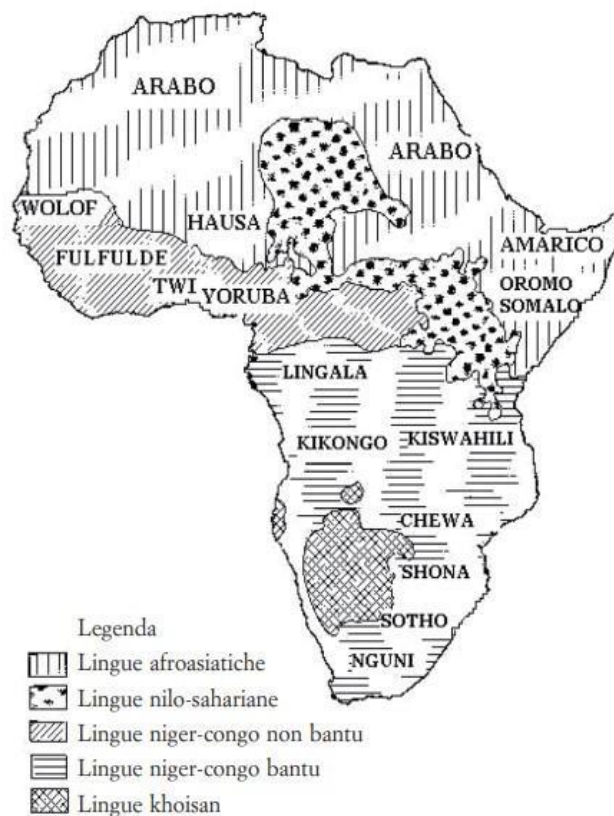 ARABO
ARABO
WOLOF
HAUSA
AMARICO
FULFULDE
OROMO
TWI
YORUBA
SOMALO
LINGALA
KIKONGO
KISWAHILI
CHEWA
SHONA
SOTHO
NGUNI
Legenda
Lingue afroasiatiche
Lingue nilo-sahariane
Lingue niger-congo non bantu
Lingue niger-congo bantu
Lingue khoisan